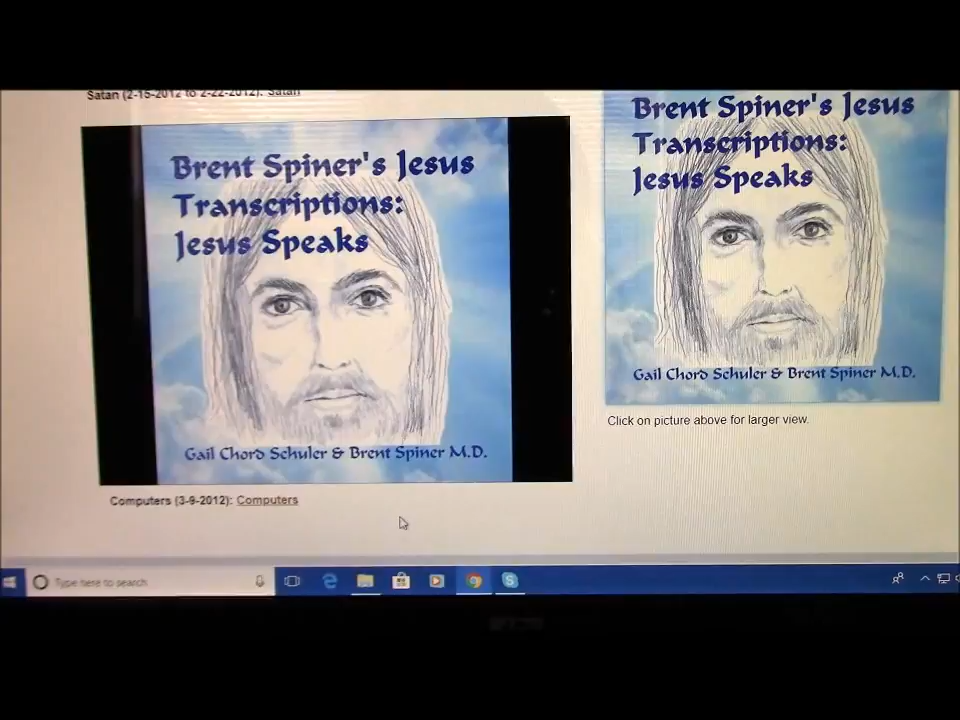 Satan (2-15-2012 to 2-22-2012): Satan
Brent Spiner's Jesus
Transcriptions:
Jesus Speaks
Gail Chord Schuler & Brent Spiner M.D.
Computers (3-9-2012): Computers
Brent Spiner's Jesus
Transcriptions:
Jesus Speaks
Gail Chord Schuler & Brent Spiner M.D.
Click on picture above for larger view.
Type here to search